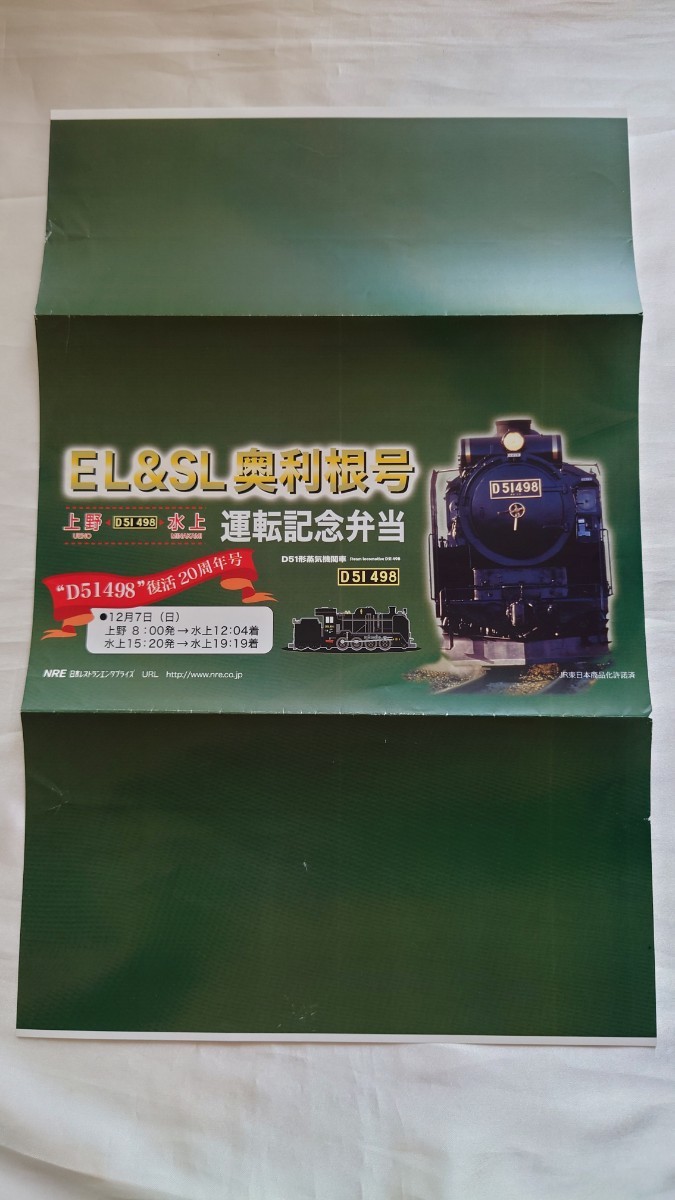 EL&SL奥利根号
上野 D51 498 水上
UENO MINAKAMI
運転記念弁当
"D51498"復活20周年号
D51形蒸気機関車 Steam locomotive D51 498
D51 498
●12月7日(日)
上野 8:00発→水上12:04着
水上15:20発→水上19:19着
NRE 日本レストランエンタプライズ URL http://www.nre.co.jp
JR東日本商品化許諾済
D51498